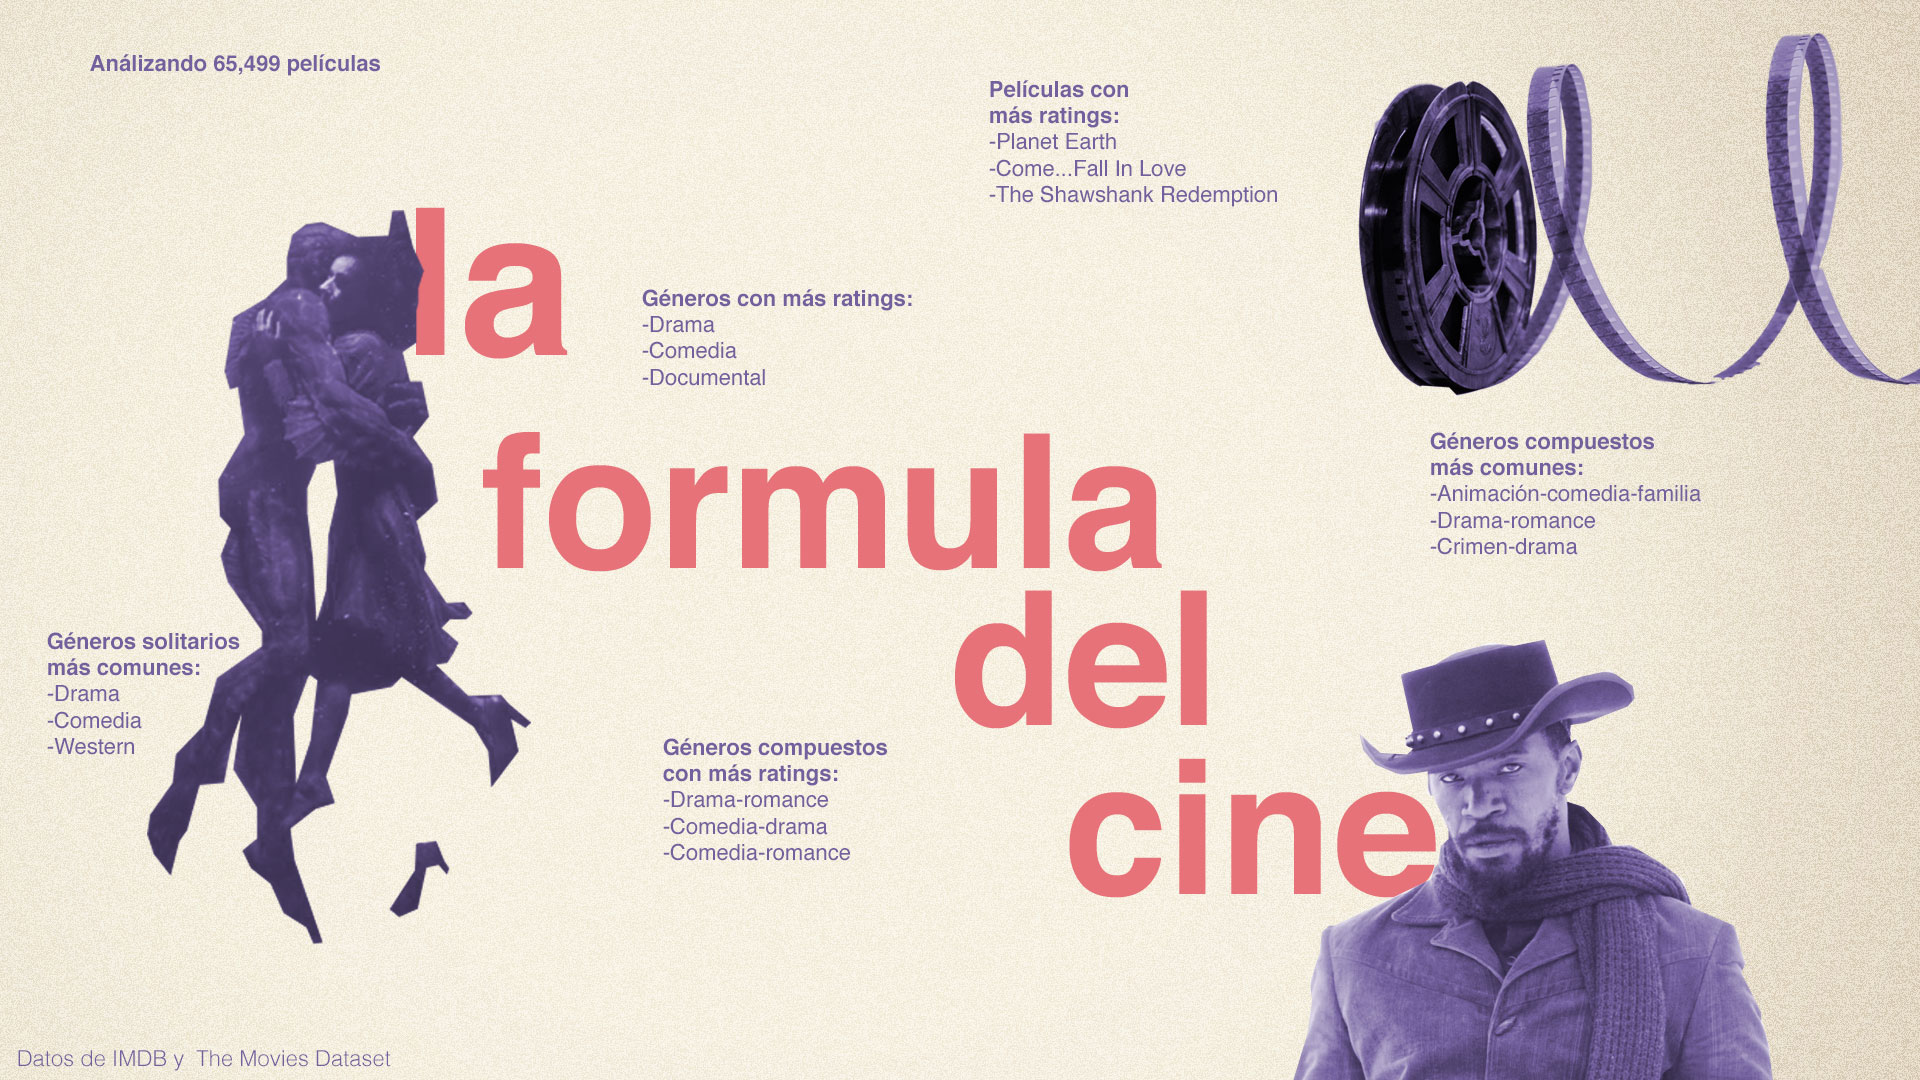 Análizando 65,499 películas
Películas con
más ratings:
-Planet Earth
-Come...Fall In Love
-The Shawshank Redemption
la
Géneros con más ratings:
-Drama
-Comedia
-Documental
formula
Géneros compuestos
más comunes:
-Animación-comedia-familia
-Drama-romance
-Crimen-drama
del
Géneros solitarios
más comunes:
-Drama
-Comedia
-Western
Géneros compuestos
con más ratings:
-Drama-romance
-Comedia-drama
-Comedia-romance
cine
Datos de IMDB y  The Movies Dataset